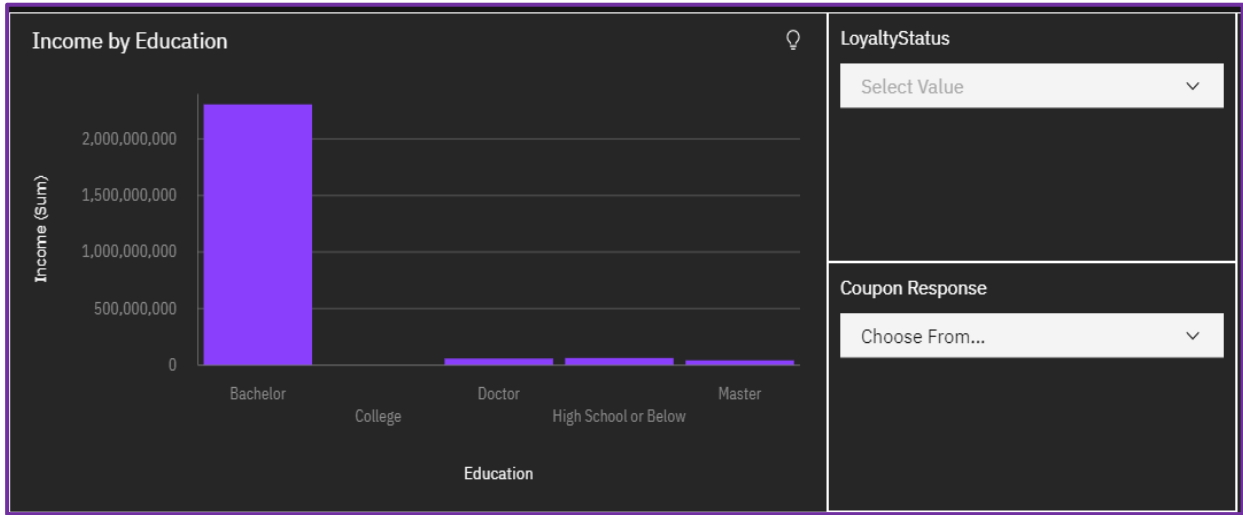 Income by Education
Income (Sum)
2,000,000,000
1,500,000,000
1,000,000,000
500,000,000
0
Bachelor
College
Doctor
High School or Below
Master
Education
LoyaltyStatus
Select Value
Coupon Response
Choose From...